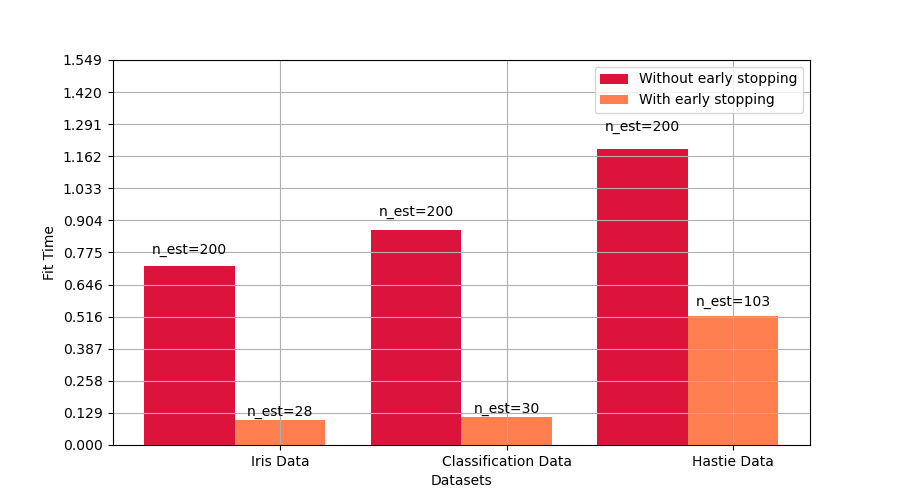 1.549
1.420
1.291
1.162
1.033
0.904
0.775
0.646
0.516
0.387
0.258
0.129
0.000
Fit Time
Without early stopping
With early stopping
n_est=200
n_est=200
n_est=200
n_est=28
n_est=30
n_est=103
Iris Data
Classification Data
Hastie Data
Datasets